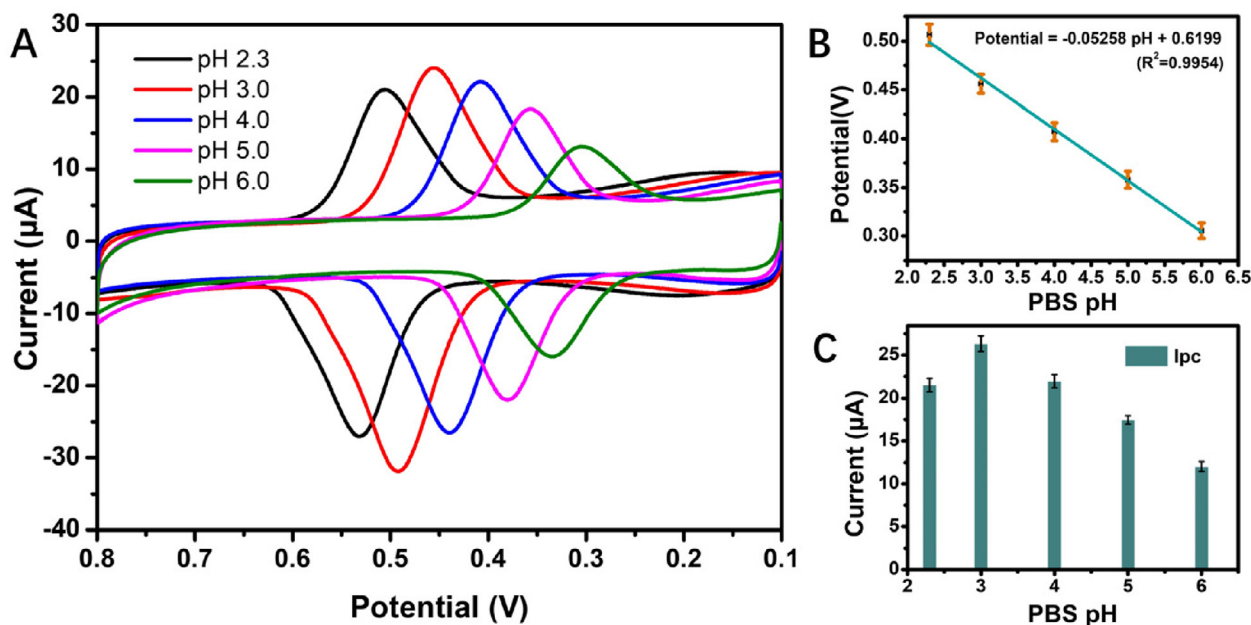 A
pH 2.3
pH 3.0
pH 4.0
pH 5.0
pH 6.0
30
20
10
0
-10
-20
-30
-40
Current (μA)
0.8 0.7 0.6 0.5 0.4 0.3 0.2 0.1
Potential (V)
B
Potential = -0.05258 pH + 0.6199
(R²=0.9954)
0.50
0.45
0.40
0.35
0.30
Potential(V)
2.0 2.5 3.0 3.5 4.0 4.5 5.0 5.5 6.0 6.5
PBS pH
C
Ipc
25
20
15
10
5
0
Current (μA)
2 3 4 5 6
PBS pH